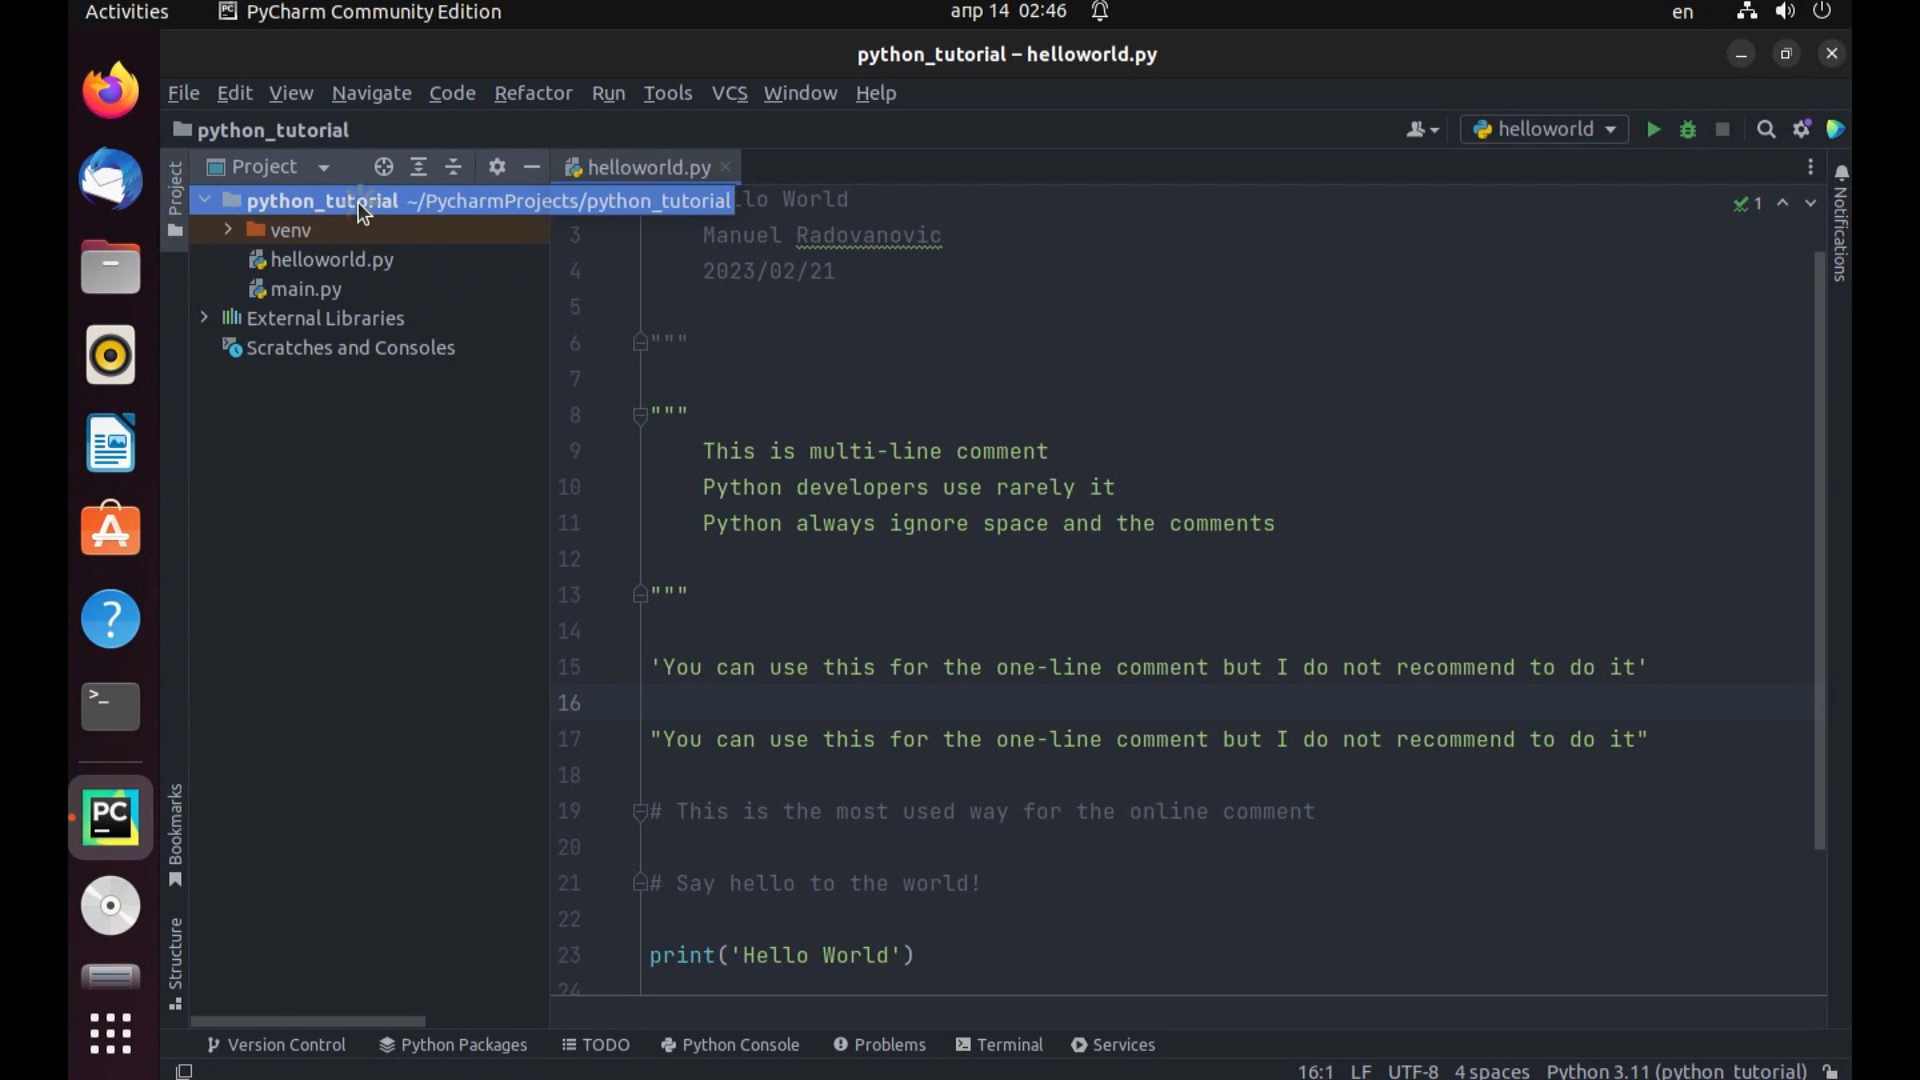 Activities PyCharm Community Edition апр 14 02:46 en
python_tutorial – helloworld.py
File Edit View Navigate Code Refactor Run Tools VCS Window Help
python_tutorial helloworld
Project helloworld.py
Project
python_tutorial ~/PycharmProjects/python_tutorial
venv
helloworld.py
main.py
External Libraries
Scratches and Consoles
lo World
1
3 Manuel Radovanovic
4 2023/02/21
5
6 """
7
8 """
9 This is multi-line comment
10 Python developers use rarely it
11 Python always ignore space and the comments
12
13 """
14
15 'You can use this for the one-line comment but I do not recommend to do it'
16
17 "You can use this for the one-line comment but I do not recommend to do it"
18
19 # This is the most used way for the online comment
20
21 # Say hello to the world!
22
23 print('Hello World')
24
Notifications
Bookmarks
Structure
PC
Version Control Python Packages TODO Python Console Problems Terminal Services
16:1 LF UTF-8 4 spaces Python 3.11 (python_tutorial)